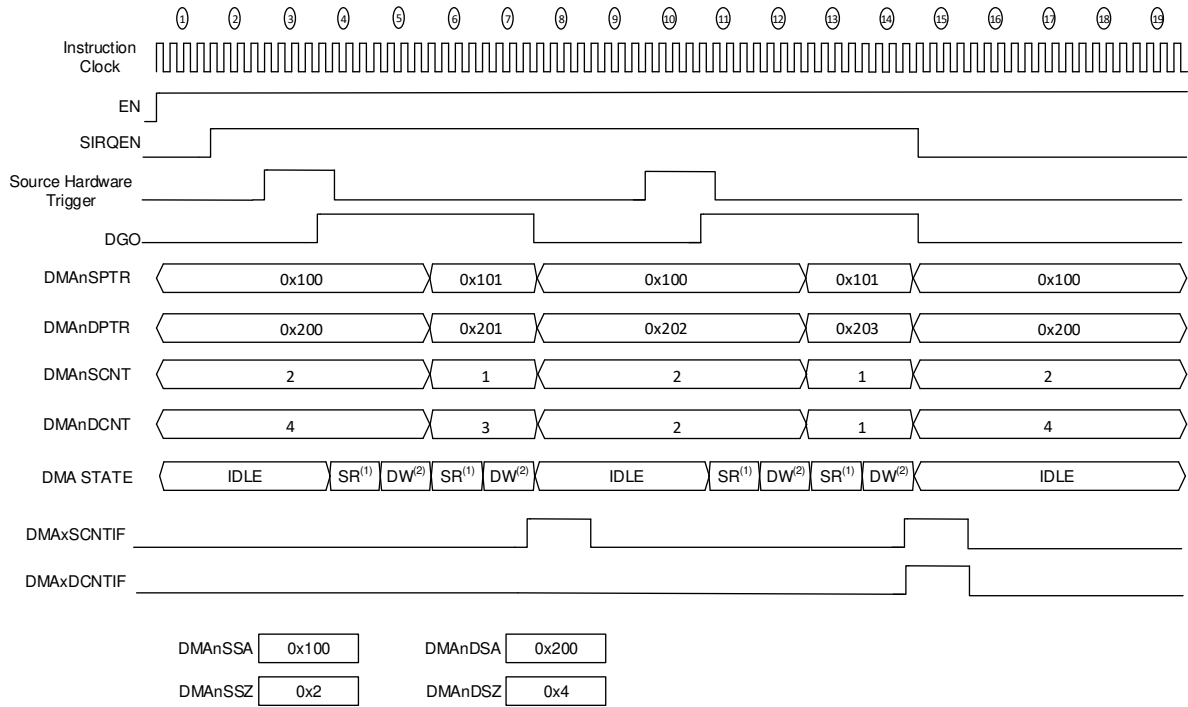 1 2 3 4 5 6 7 8 9 10 11 12 13 14 15 16 17 18 19
Instruction
Clock
EN
SIRQEN
Source Hardware
Trigger
DGO
DMAnSPTR 0x100 0x101 0x100 0x101 0x100
DMAnDPTR 0x200 0x201 0x202 0x203 0x200
DMAnSCNT 2 1 2 1 2
DMAnDCNT 4 3 2 1 4
DMA STATE IDLE SR(1) DW(2) SR(1) DW(2) IDLE SR(1) DW(2) SR(1) DW(2) IDLE
DMAxSCNTIF
DMAxDCNTIF
DMAnSSA 0x100 DMAnDSA 0x200
DMAnSSZ 0x2 DMAnDSZ 0x4